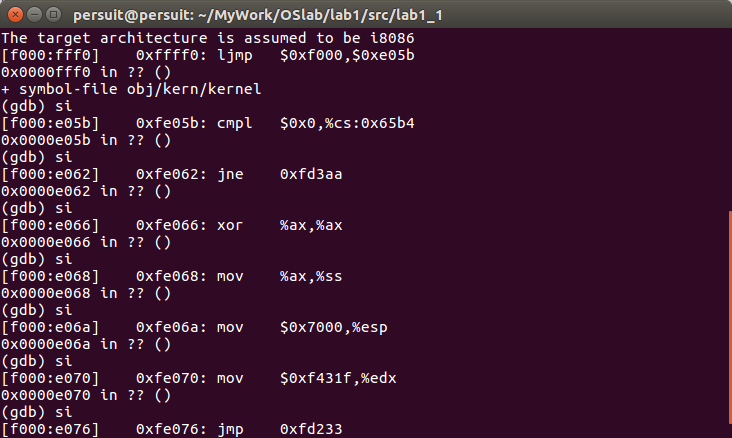 persuit@persuit: ~/MyWork/OSlab/lab1/src/lab1_1
The target architecture is assumed to be i8086
[f000:fff0]    0xffff0: ljmp   $0xf000,$0xe05b
0x0000fff0 in ?? ()
+ symbol-file obj/kern/kernel
(gdb) si
[f000:e05b]    0xfe05b: cmpl   $0x0,%cs:0x65b4
0x0000e05b in ?? ()
(gdb) si
[f000:e062]    0xfe062: jne    0xfd3aa
0x0000e062 in ?? ()
(gdb) si
[f000:e066]    0xfe066: xor    %ax,%ax
0x0000e066 in ?? ()
(gdb) si
[f000:e068]    0xfe068: mov    %ax,%ss
0x0000e068 in ?? ()
(gdb) si
[f000:e06a]    0xfe06a: mov    $0x7000,%esp
0x0000e06a in ?? ()
(gdb) si
[f000:e070]    0xfe070: mov    $0xf431f,%edx
0x0000e070 in ?? ()
(gdb) si
[f000:e076]    0xfe076: jmp    0xfd233